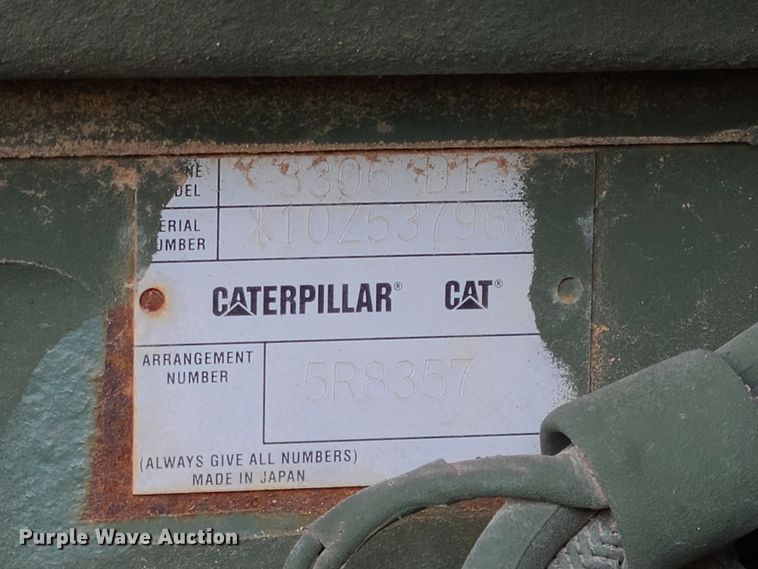 NE 3306 DI
DEL
ERIAL *10Z53796*
UMBER
CATERPILLAR® CAT®
ARRANGEMENT
NUMBER 5R8357
(ALWAYS GIVE ALL NUMBERS)
MADE IN JAPAN
Purple Wave Auction